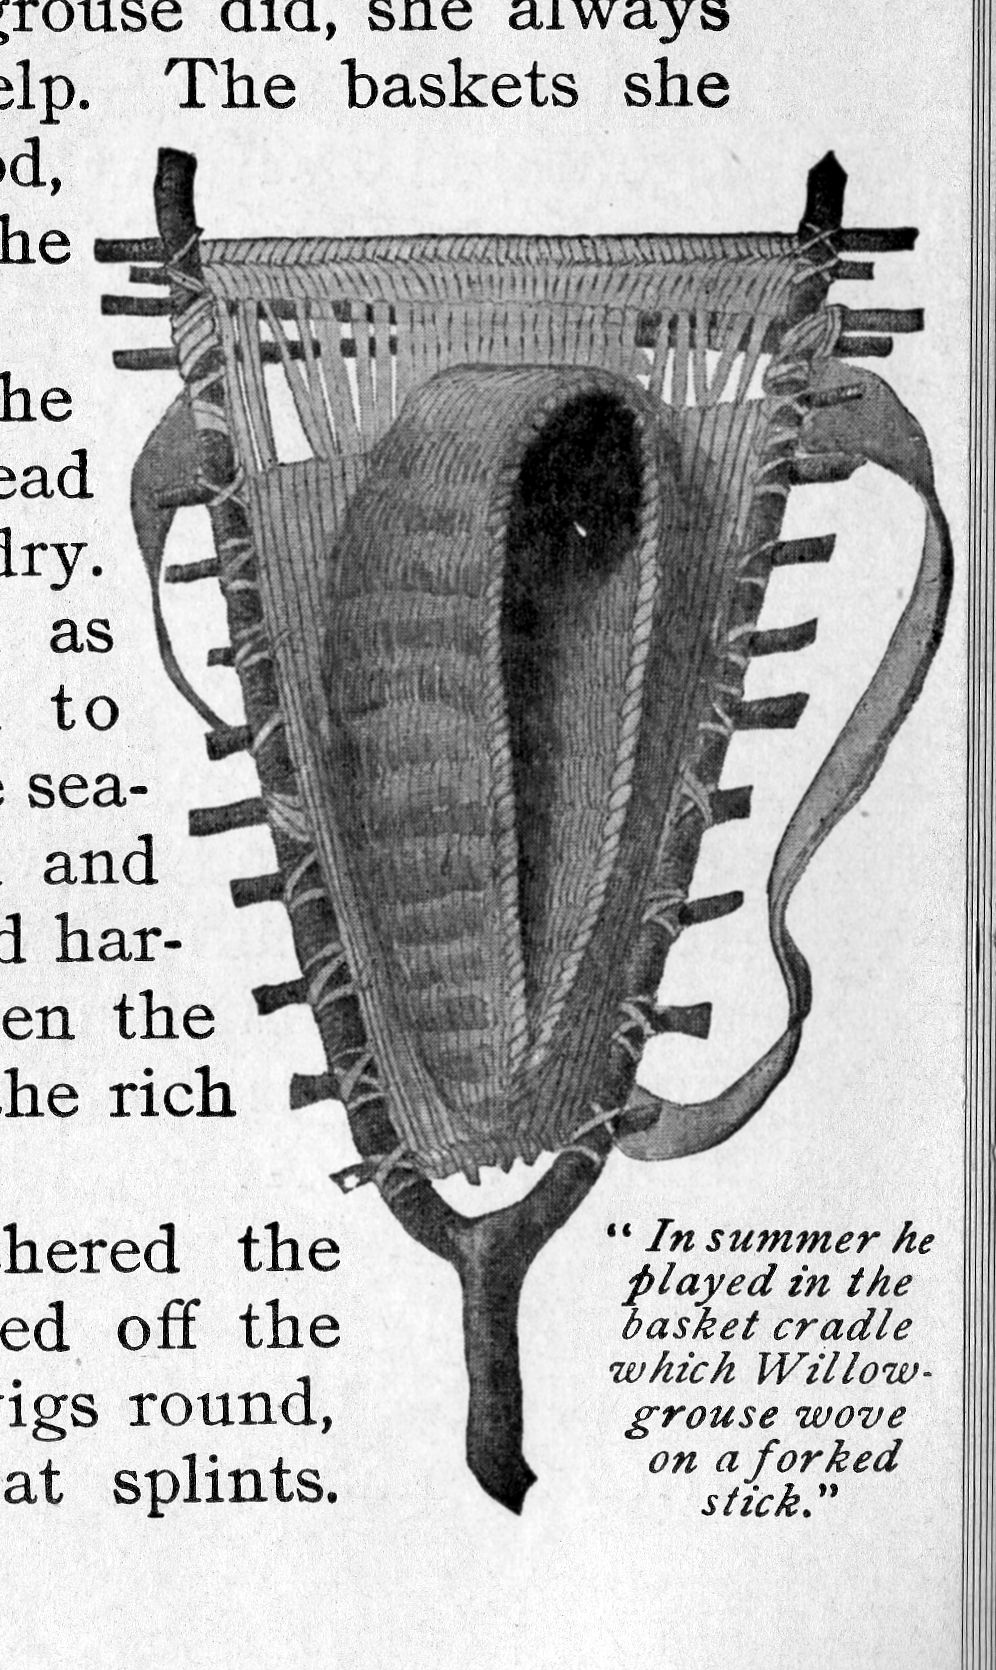 grouse did, she always
elp. The baskets she
od,
he
he
ead
dry.
as
to
e sea-
and
d har-
en the
the rich
hered the
ed off the
igs round,
at splints.
“ In summer he
played in the
basket cradle
which Willow-
grouse wove
on a forked
stick.”